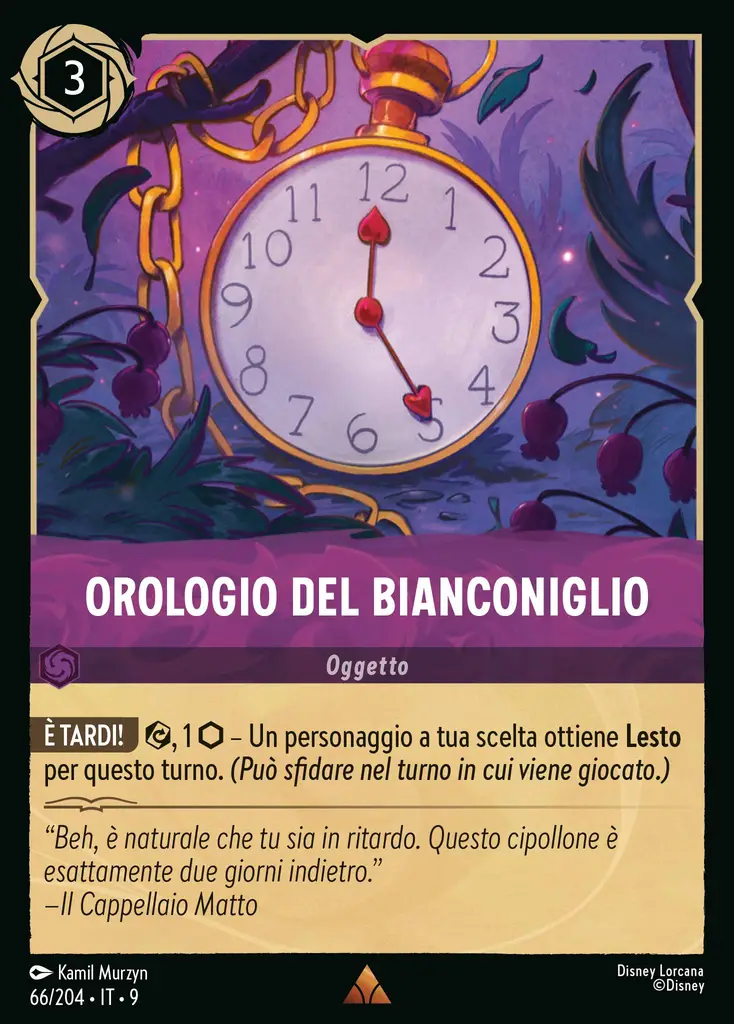 3
12
11
1
10
2
9
3
8
4
7
5
6
OROLOGIO DEL BIANCONIGLIO
Oggetto
È TARDI! , 1 – Un personaggio a tua scelta ottiene Lesto
per questo turno. (Può sfidare nel turno in cui viene giocato.)
“Beh, è naturale che tu sia in ritardo. Questo cipollone è
esattamente due giorni indietro.”
–Il Cappellaio Matto
Kamil Murzyn
66/204 • IT • 9
Disney Lorcana
©Disney